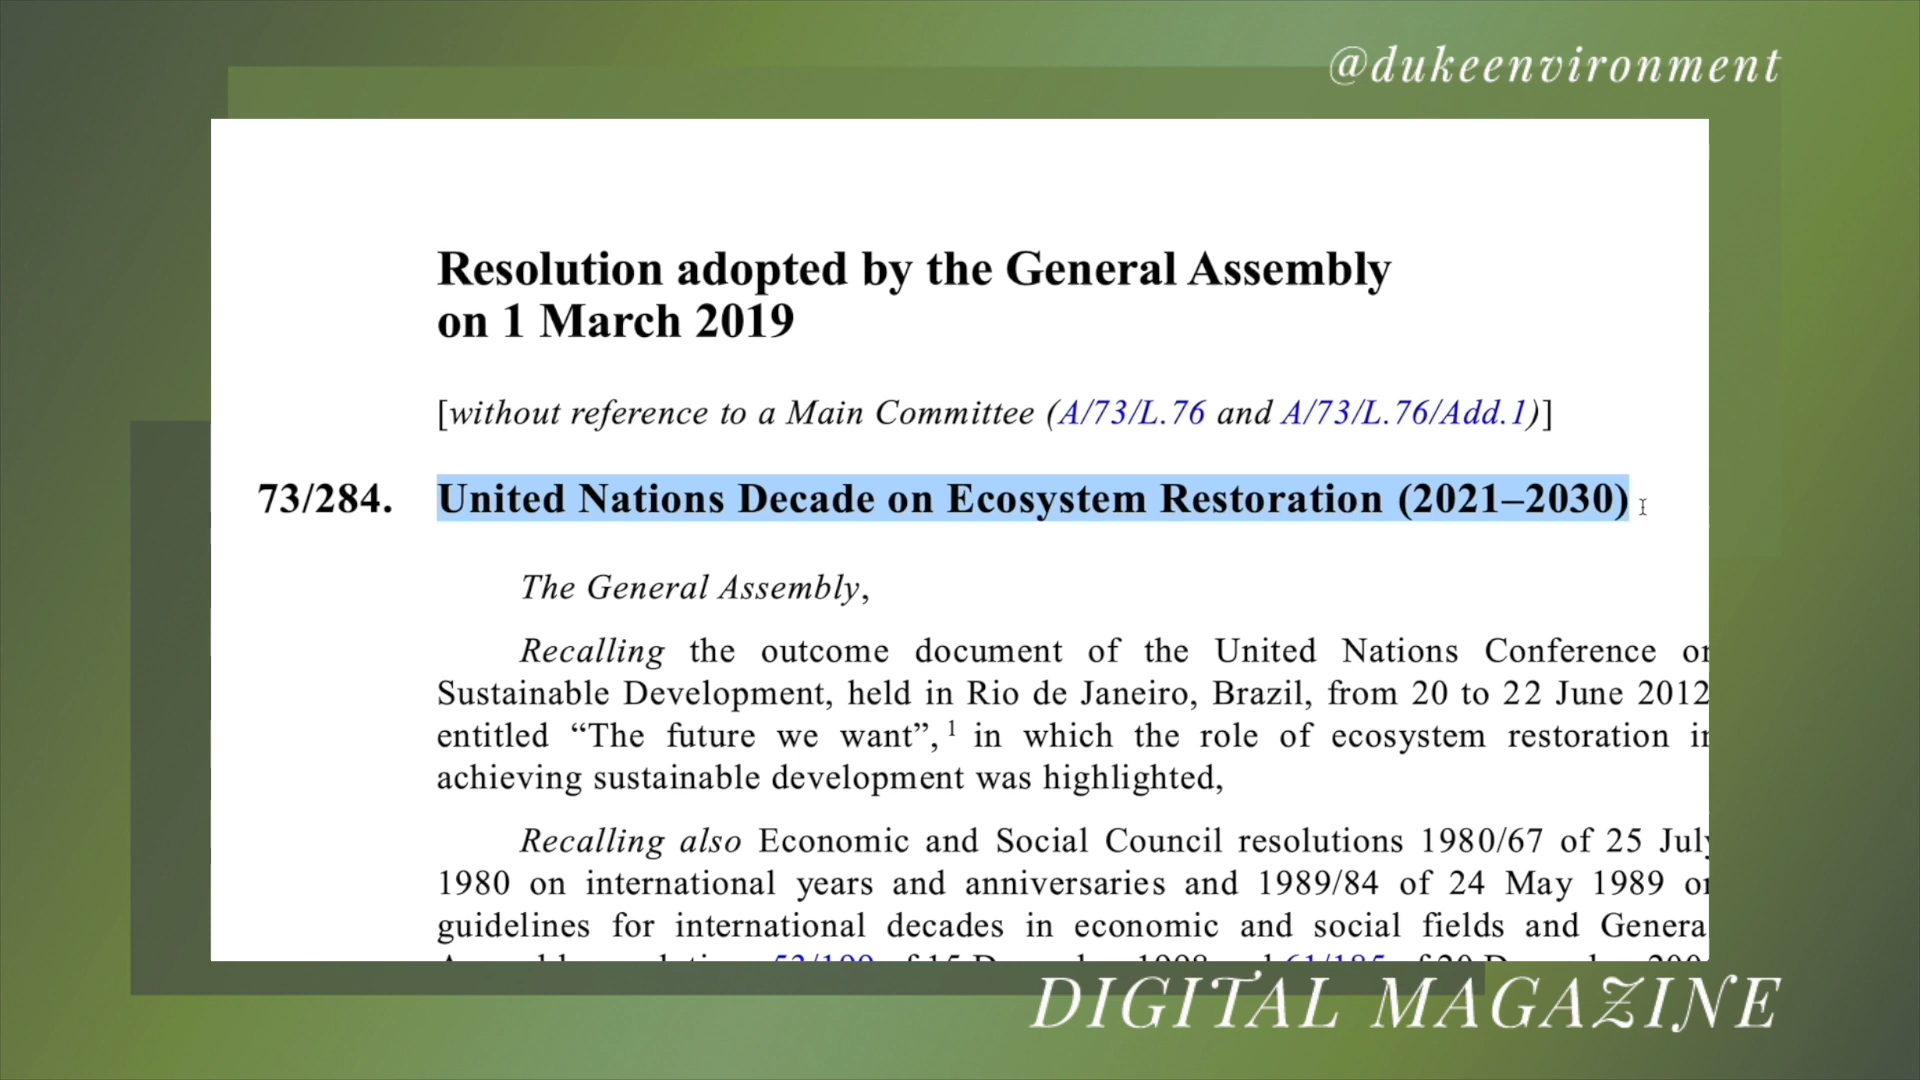 @dukeenvironment
Resolution adopted by the General Assembly
on 1 March 2019
[without reference to a Main Committee (A/73/L.76 and A/73/L.76/Add.1)]
73/284. United Nations Decade on Ecosystem Restoration (2021–2030)
The General Assembly,
Recalling the outcome document of the United Nations Conference
Sustainable Development, held in Rio de Janeiro, Brazil, from 20 to 22 June 2012
entitled “The future we want”,¹ in which the role of ecosystem restoration
achieving sustainable development was highlighted,
Recalling also Economic and Social Council resolutions 1980/67 of 25 July
1980 on international years and anniversaries and 1989/84 of 24 May 1989
guidelines for international decades in economic and social fields and Genera
DIGITAL MAGAZINE